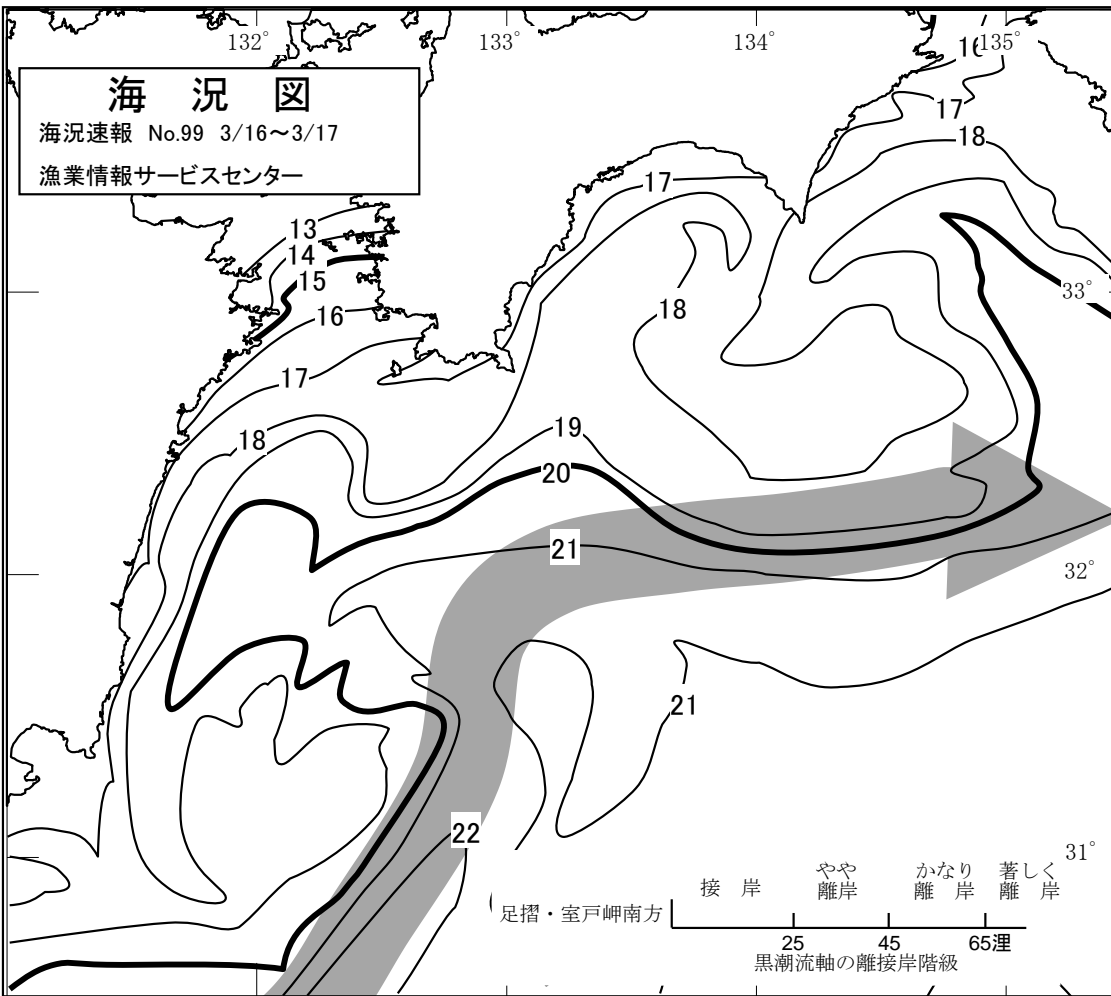 132°
133°
134°
135°
海 況 図
海況速報 No.99 3/16～3/17
漁業情報サービスセンター
16
17
18
17
13
14
15
16
17
18
18
19
20
21
21
22
33°
32°
31°
接 岸
やや
離岸
かなり
離 岸
著しく
離 岸
足摺・室戸岬南方
25
45
65浬
黒潮流軸の離接岸階級